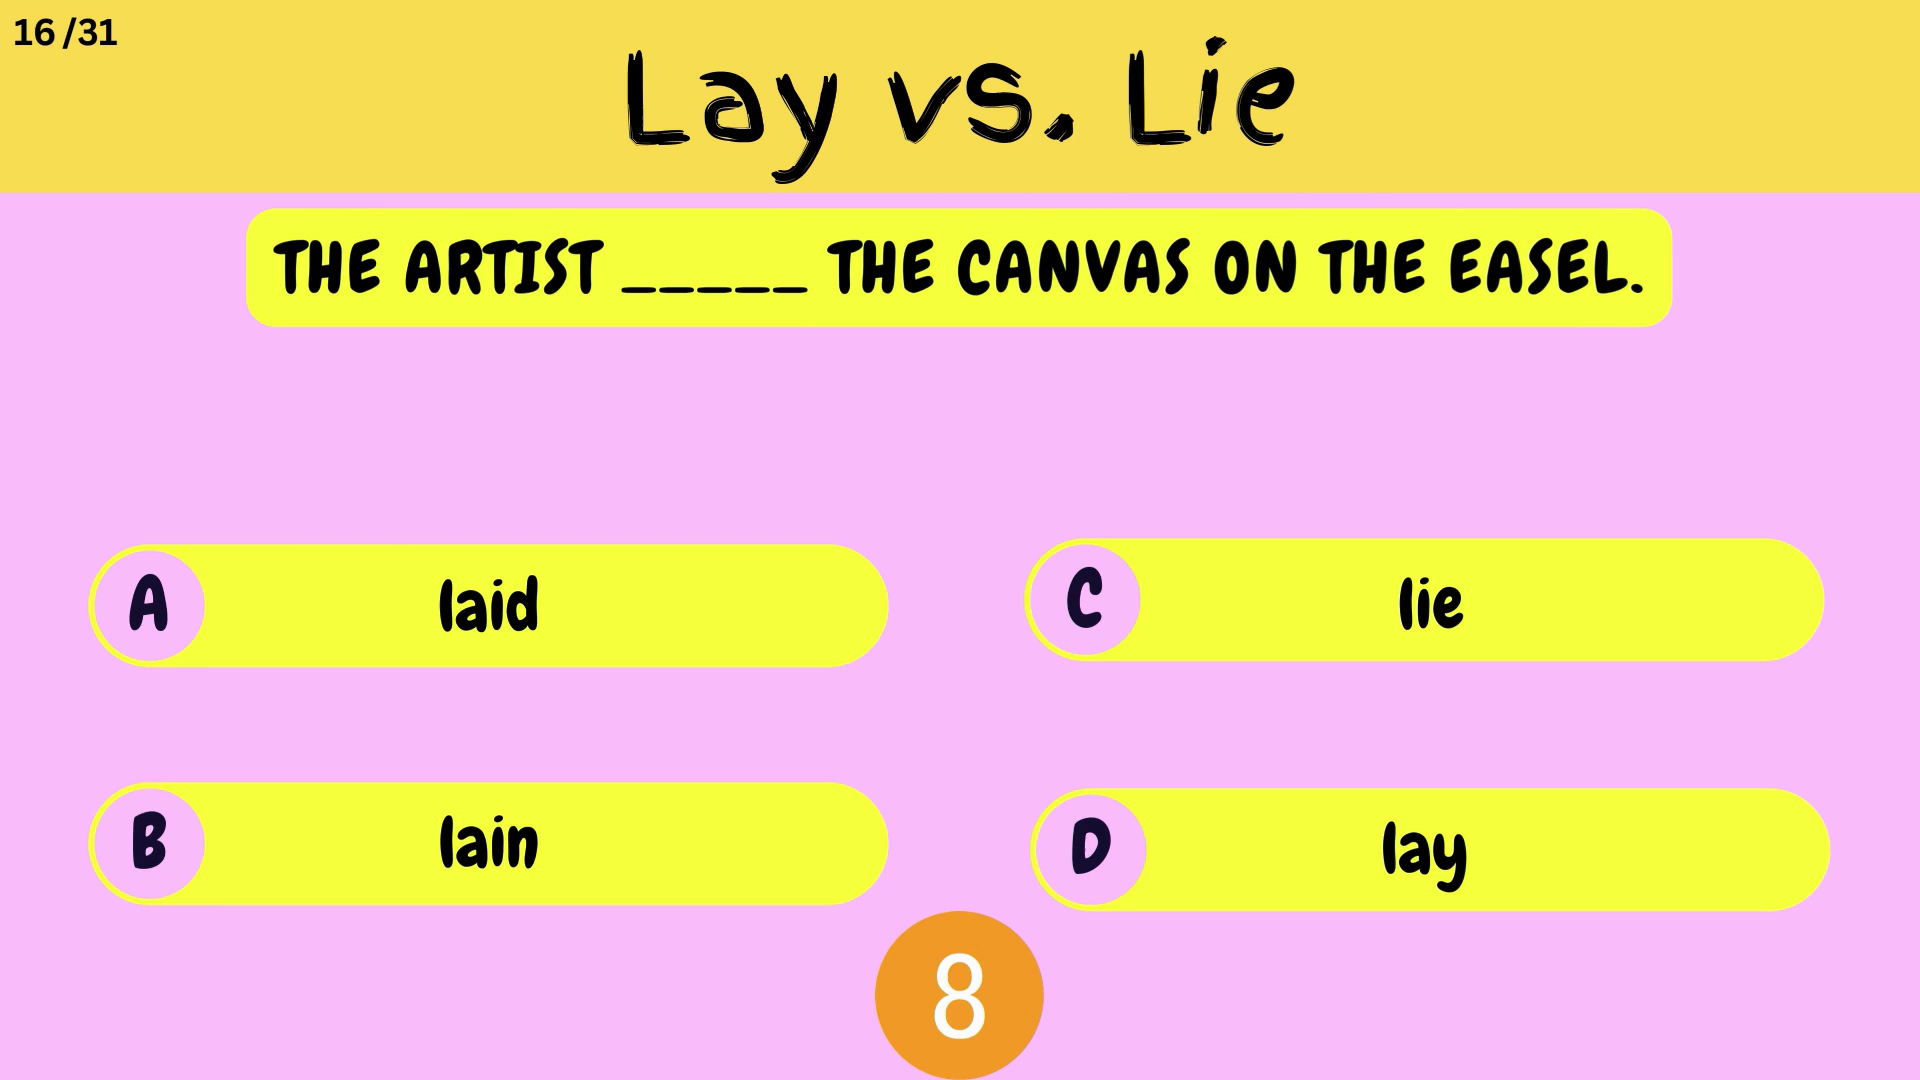 16 /31
Lay vs. Lie
THE ARTIST _____ THE CANVAS ON THE EASEL.
A laid
C lie
B lain
D lay
8